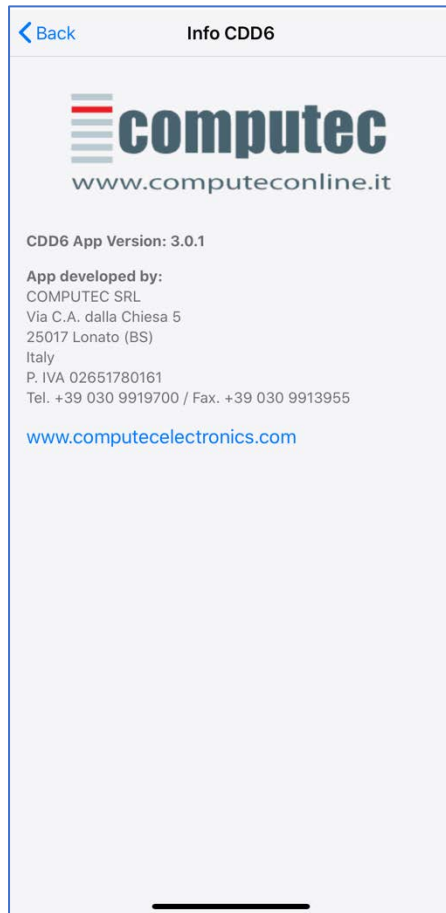 Back
Info CDD6
computec
www.computeconline.it
CDD6 App Version: 3.0.1
App developed by:
COMPUTEC SRL
Via C.A. dalla Chiesa 5
25017 Lonato (BS)
Italy
P. IVA 02651780161
Tel. +39 030 9919700 / Fax. +39 030 9913955
www.computecelectronics.com